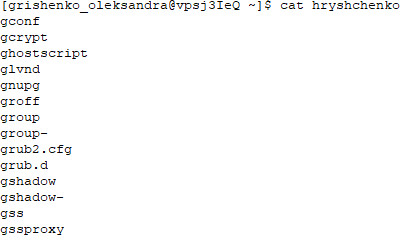 [grishenko_oleksandra@vpsj3IeQ ~]$ cat hryshchenko
gconf
gcrypt
ghostscript
glvnd
gnupg
groff
group
group-
grub2.cfg
grub.d
gshadow
gshadow-
gss
gssproxy